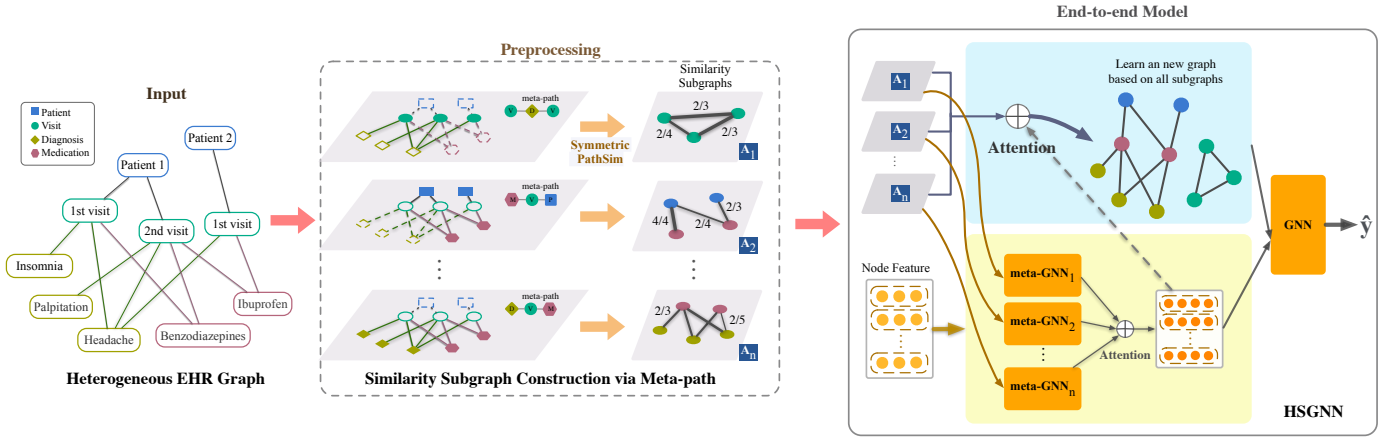 Input
Patient
Visit
Diagnosis
Medication
Patient 2
Patient 1
1st visit
2nd visit
1st visit
Insomnia
Palpitation
Ibuprofen
Headache
Benzodiazepines
Heterogeneous EHR Graph
Preprocessing
meta-path
V D V
Symmetric
PathSim
Similarity
Subgraphs
2/3
2/4
2/3
A1
meta-path
M V P
2/3
4/4
2/4
A2
meta-path
D V M
2/3
2/5
An
Similarity Subgraph Construction via Meta-path
End-to-end Model
A1
A2
An
Attention
Learn an new graph
based on all subgraphs
Node Feature
meta-GNN1
meta-GNN2
meta-GNNn
Attention
GNN
ŷ
HSGNN